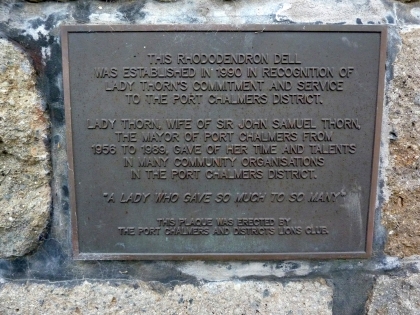 THIS RHODODENDRON DELL
WAS ESTABLISHED IN 1990 IN RECOGNITION OF
LADY THORN'S COMMITMENT AND SERVICE
TO THE PORT CHALMERS DISTRICT.
LADY THORN, WIFE OF SIR JOHN SAMUEL THORN,
THE MAYOR OF PORT CHALMERS FROM
1956 TO 1989, GAVE OF HER TIME AND TALENTS
IN MANY COMMUNITY ORGANISATIONS
IN THE PORT CHALMERS DISTRICT.
"A LADY WHO GAVE SO MUCH TO SO MANY"
THIS PLAQUE WAS ERECTED BY
THE PORT CHALMERS AND DISTRICTS LIONS CLUB.